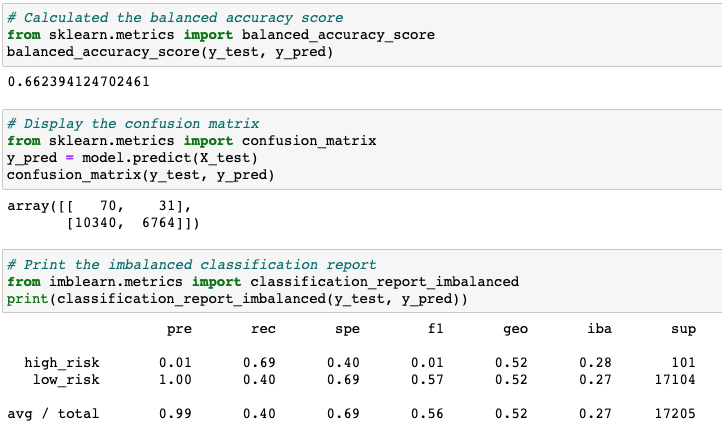 # Calculated the balanced accuracy score
from sklearn.metrics import balanced_accuracy_score
balanced_accuracy_score(y_test, y_pred)
0.662394124702461
# Display the confusion matrix
from sklearn.metrics import confusion_matrix
y_pred = model.predict(X_test)
confusion_matrix(y_test, y_pred)
array([[   70,    31],
       [10340,  6764]])
# Print the imbalanced classification report
from imblearn.metrics import classification_report_imbalanced
print(classification_report_imbalanced(y_test, y_pred))
                   pre       rec       spe        f1       geo       iba       sup
  high_risk       0.01      0.69      0.40      0.01      0.52      0.28       101
   low_risk       1.00      0.40      0.69      0.57      0.52      0.27     17104
avg / total       0.99      0.40      0.69      0.56      0.52      0.27     17205